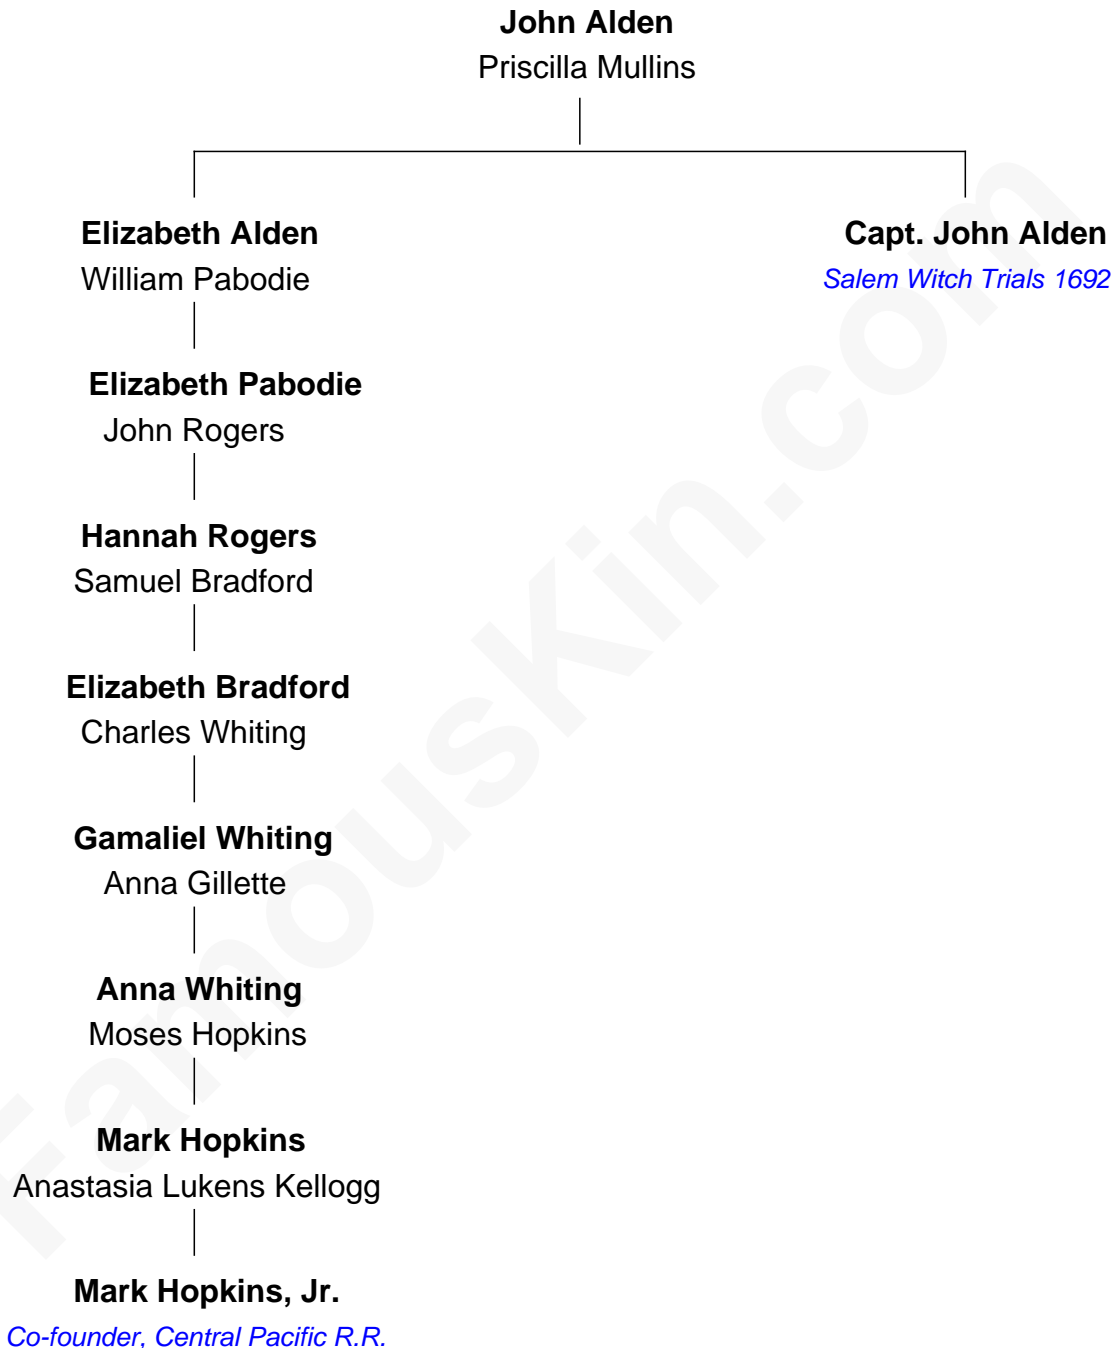 John Alden
Priscilla Mullins
Elizabeth Alden
William Pabodie
Capt. John Alden
Salem Witch Trials 1692
Elizabeth Pabodie
John Rogers
Hannah Rogers
Samuel Bradford
Elizabeth Bradford
Charles Whiting
Gamaliel Whiting
Anna Gillette
Anna Whiting
Moses Hopkins
Mark Hopkins
Anastasia Lukens Kellogg
Mark Hopkins, Jr.
Co-founder, Central Pacific R.R.
FamousKin.com